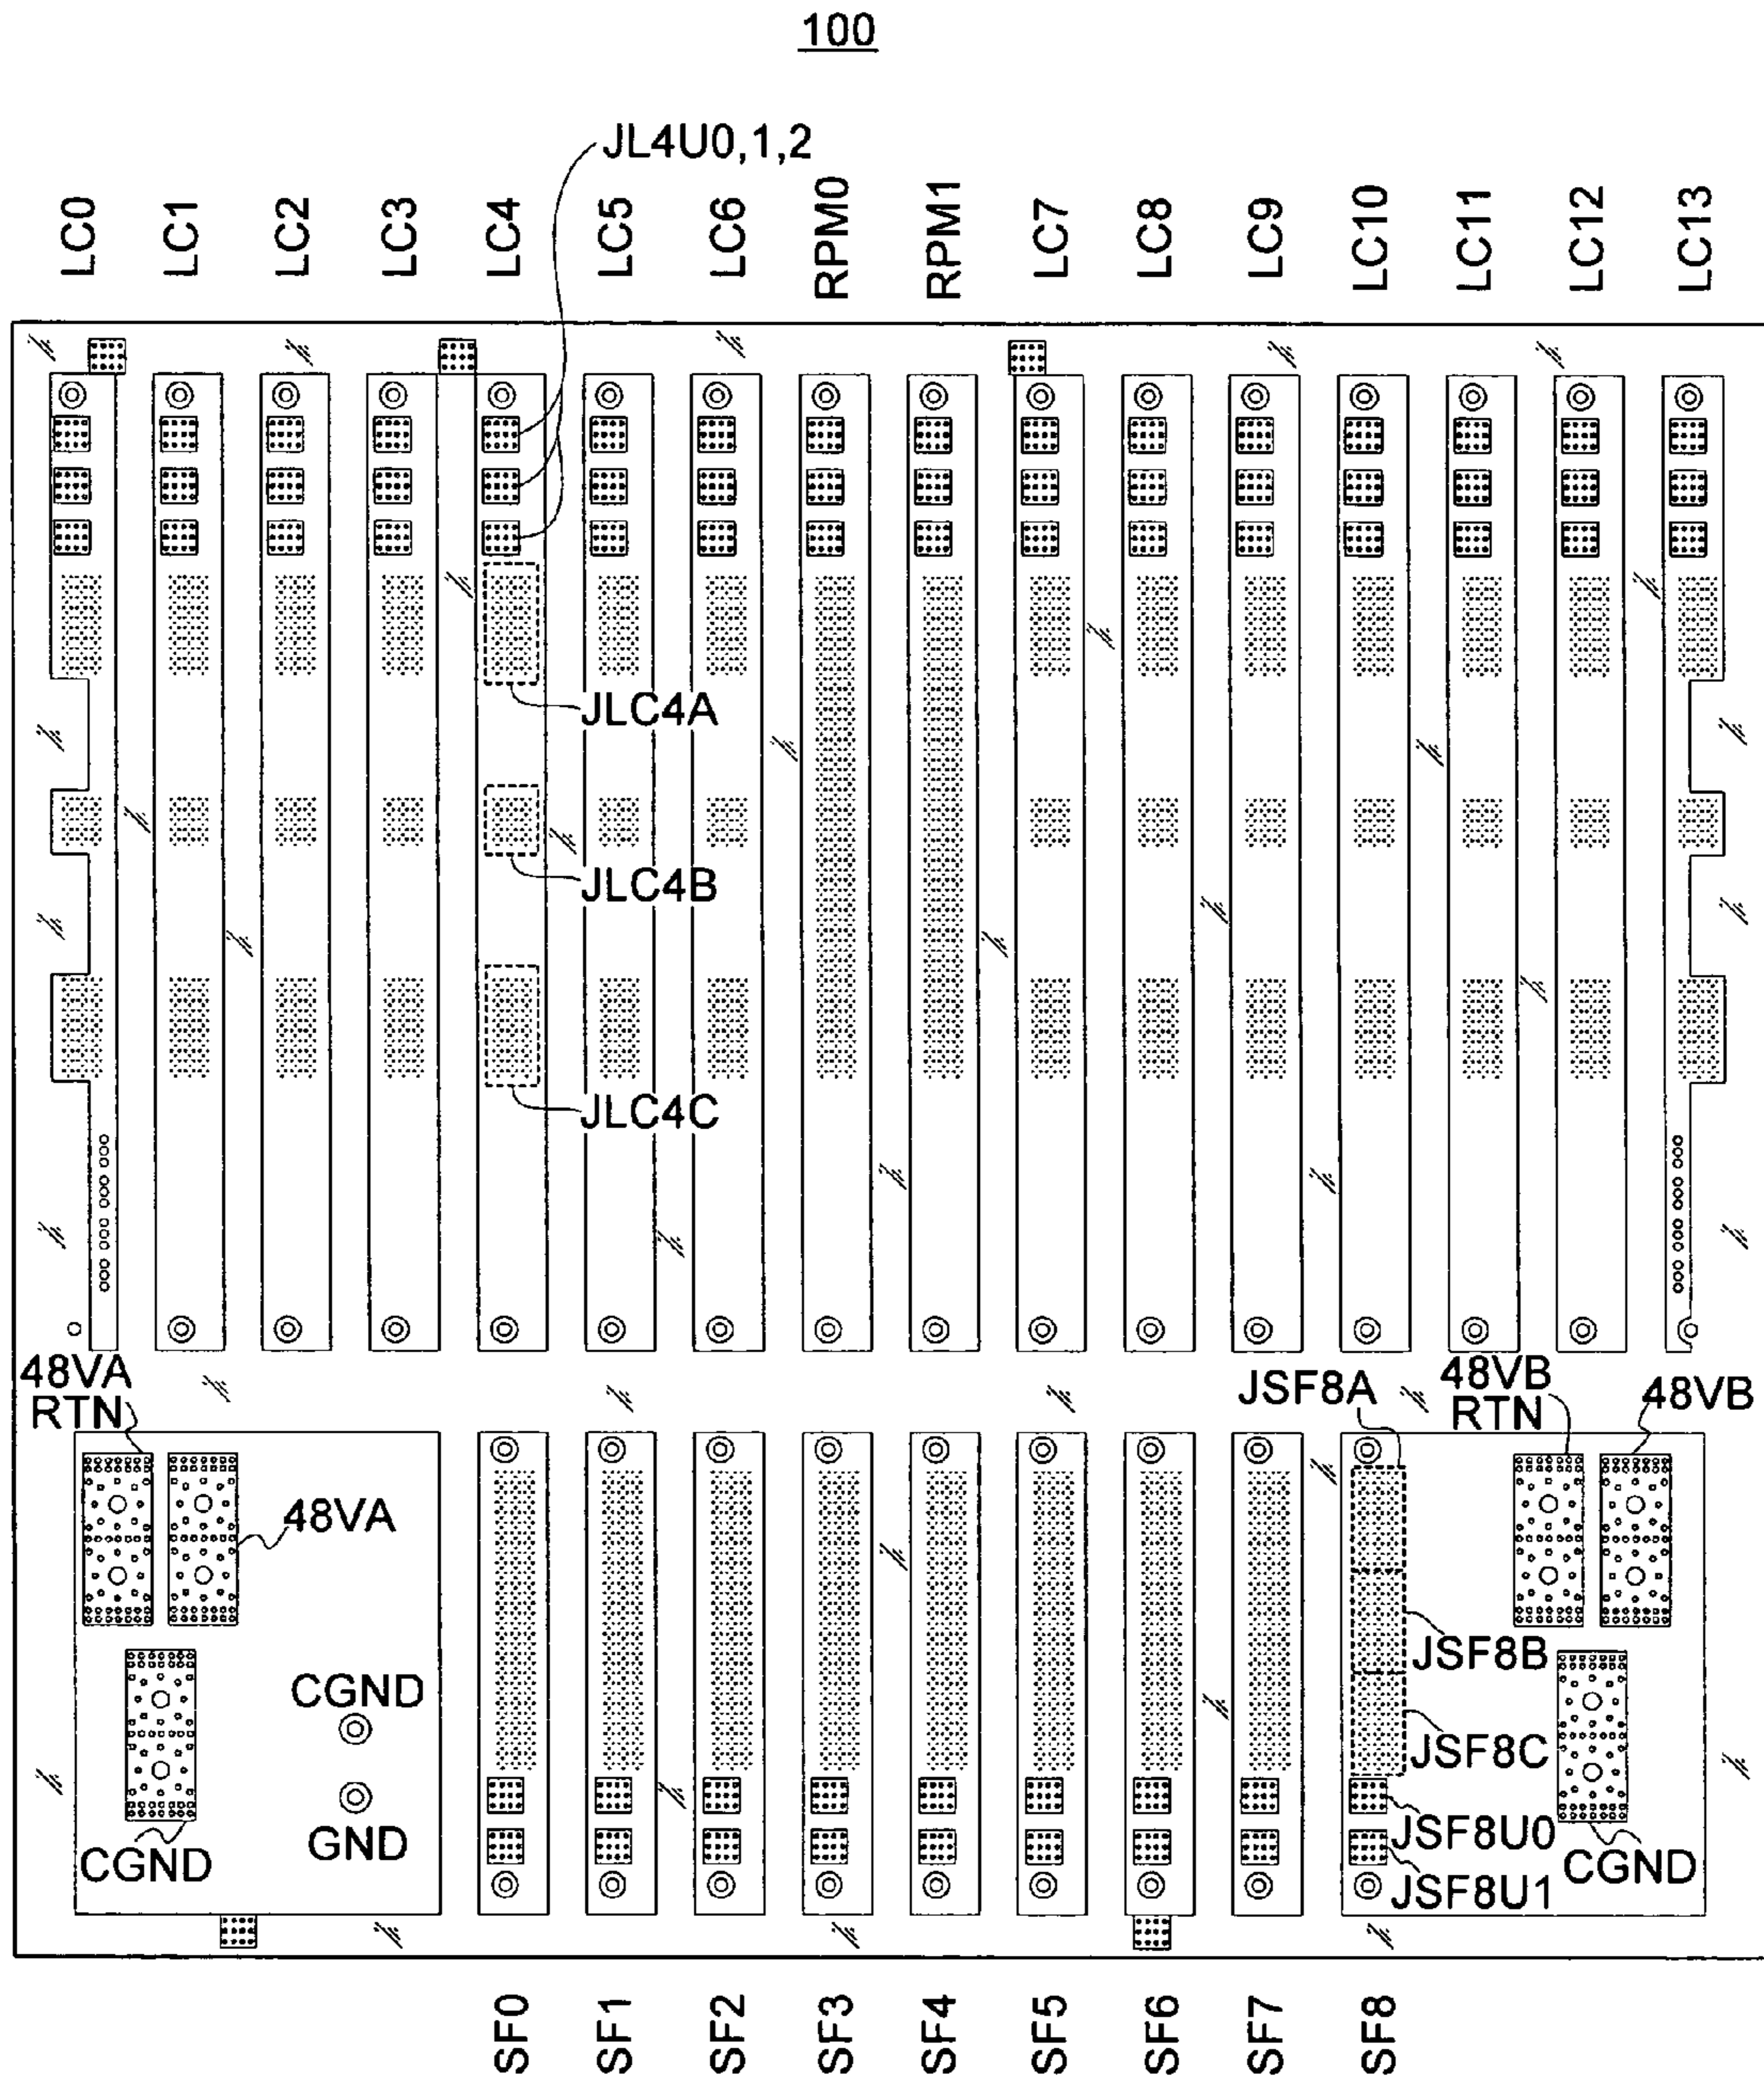 100
JL4U0,1,2
LC0
LC1
LC2
LC3
LC4
LC5
LC6
RPM0
RPM1
LC7
LC8
LC9
LC10
LC11
LC12
LC13
JLC4A
JLC4B
JLC4C
48VA
RTN
48VA
CGND
GND
CGND
JSF8A
48VB
RTN
48VB
JSF8B
JSF8C
JSF8U0
JSF8U1
CGND
SF0
SF1
SF2
SF3
SF4
SF5
SF6
SF7
SF8